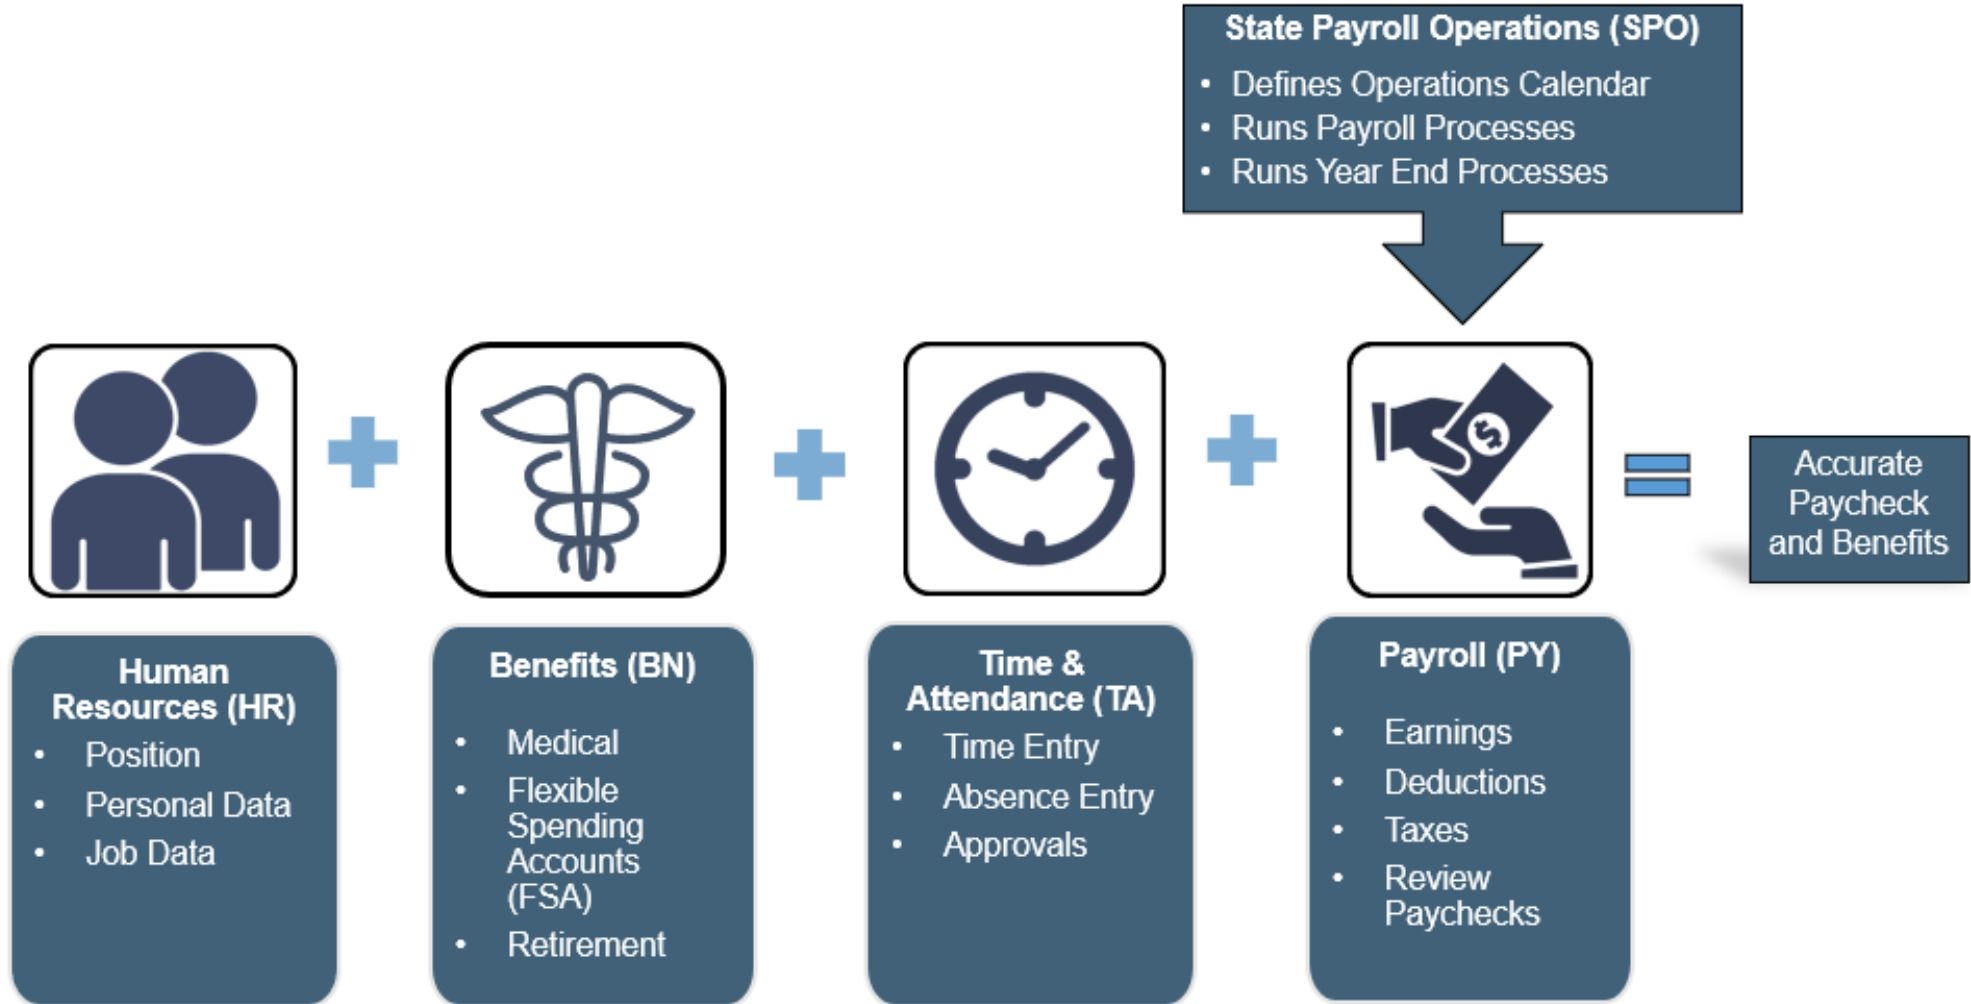 State Payroll Operations (SPO)
• Defines Operations Calendar
• Runs Payroll Processes
• Runs Year End Processes
$
Accurate
Paycheck
and Benefits
Human
Resources (HR)
• Position
• Personal Data
• Job Data
Benefits (BN)
• Medical
• Flexible
Spending
Accounts
(FSA)
• Retirement
Time &
Attendance (TA)
• Time Entry
• Absence Entry
• Approvals
Payroll (PY)
• Earnings
• Deductions
• Taxes
• Review
Paychecks